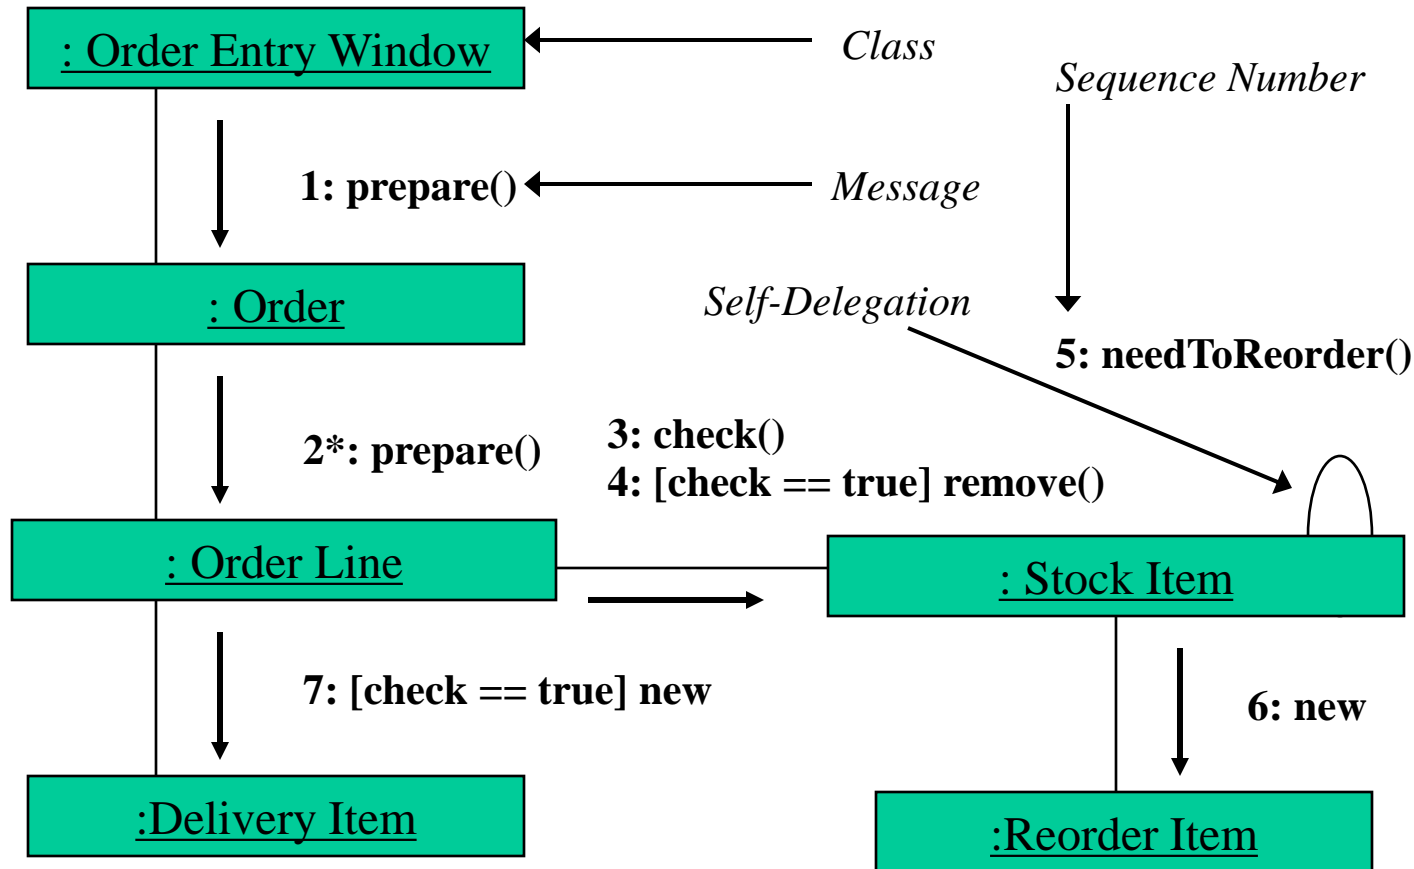 : Order Entry Window
Class
Sequence Number
1: prepare()
Message
: Order
Self-Delegation
5: needToReorder()
2*: prepare()
3: check()
4: [check == true] remove()
: Order Line
: Stock Item
7: [check == true] new
6: new
:Delivery Item
:Reorder Item